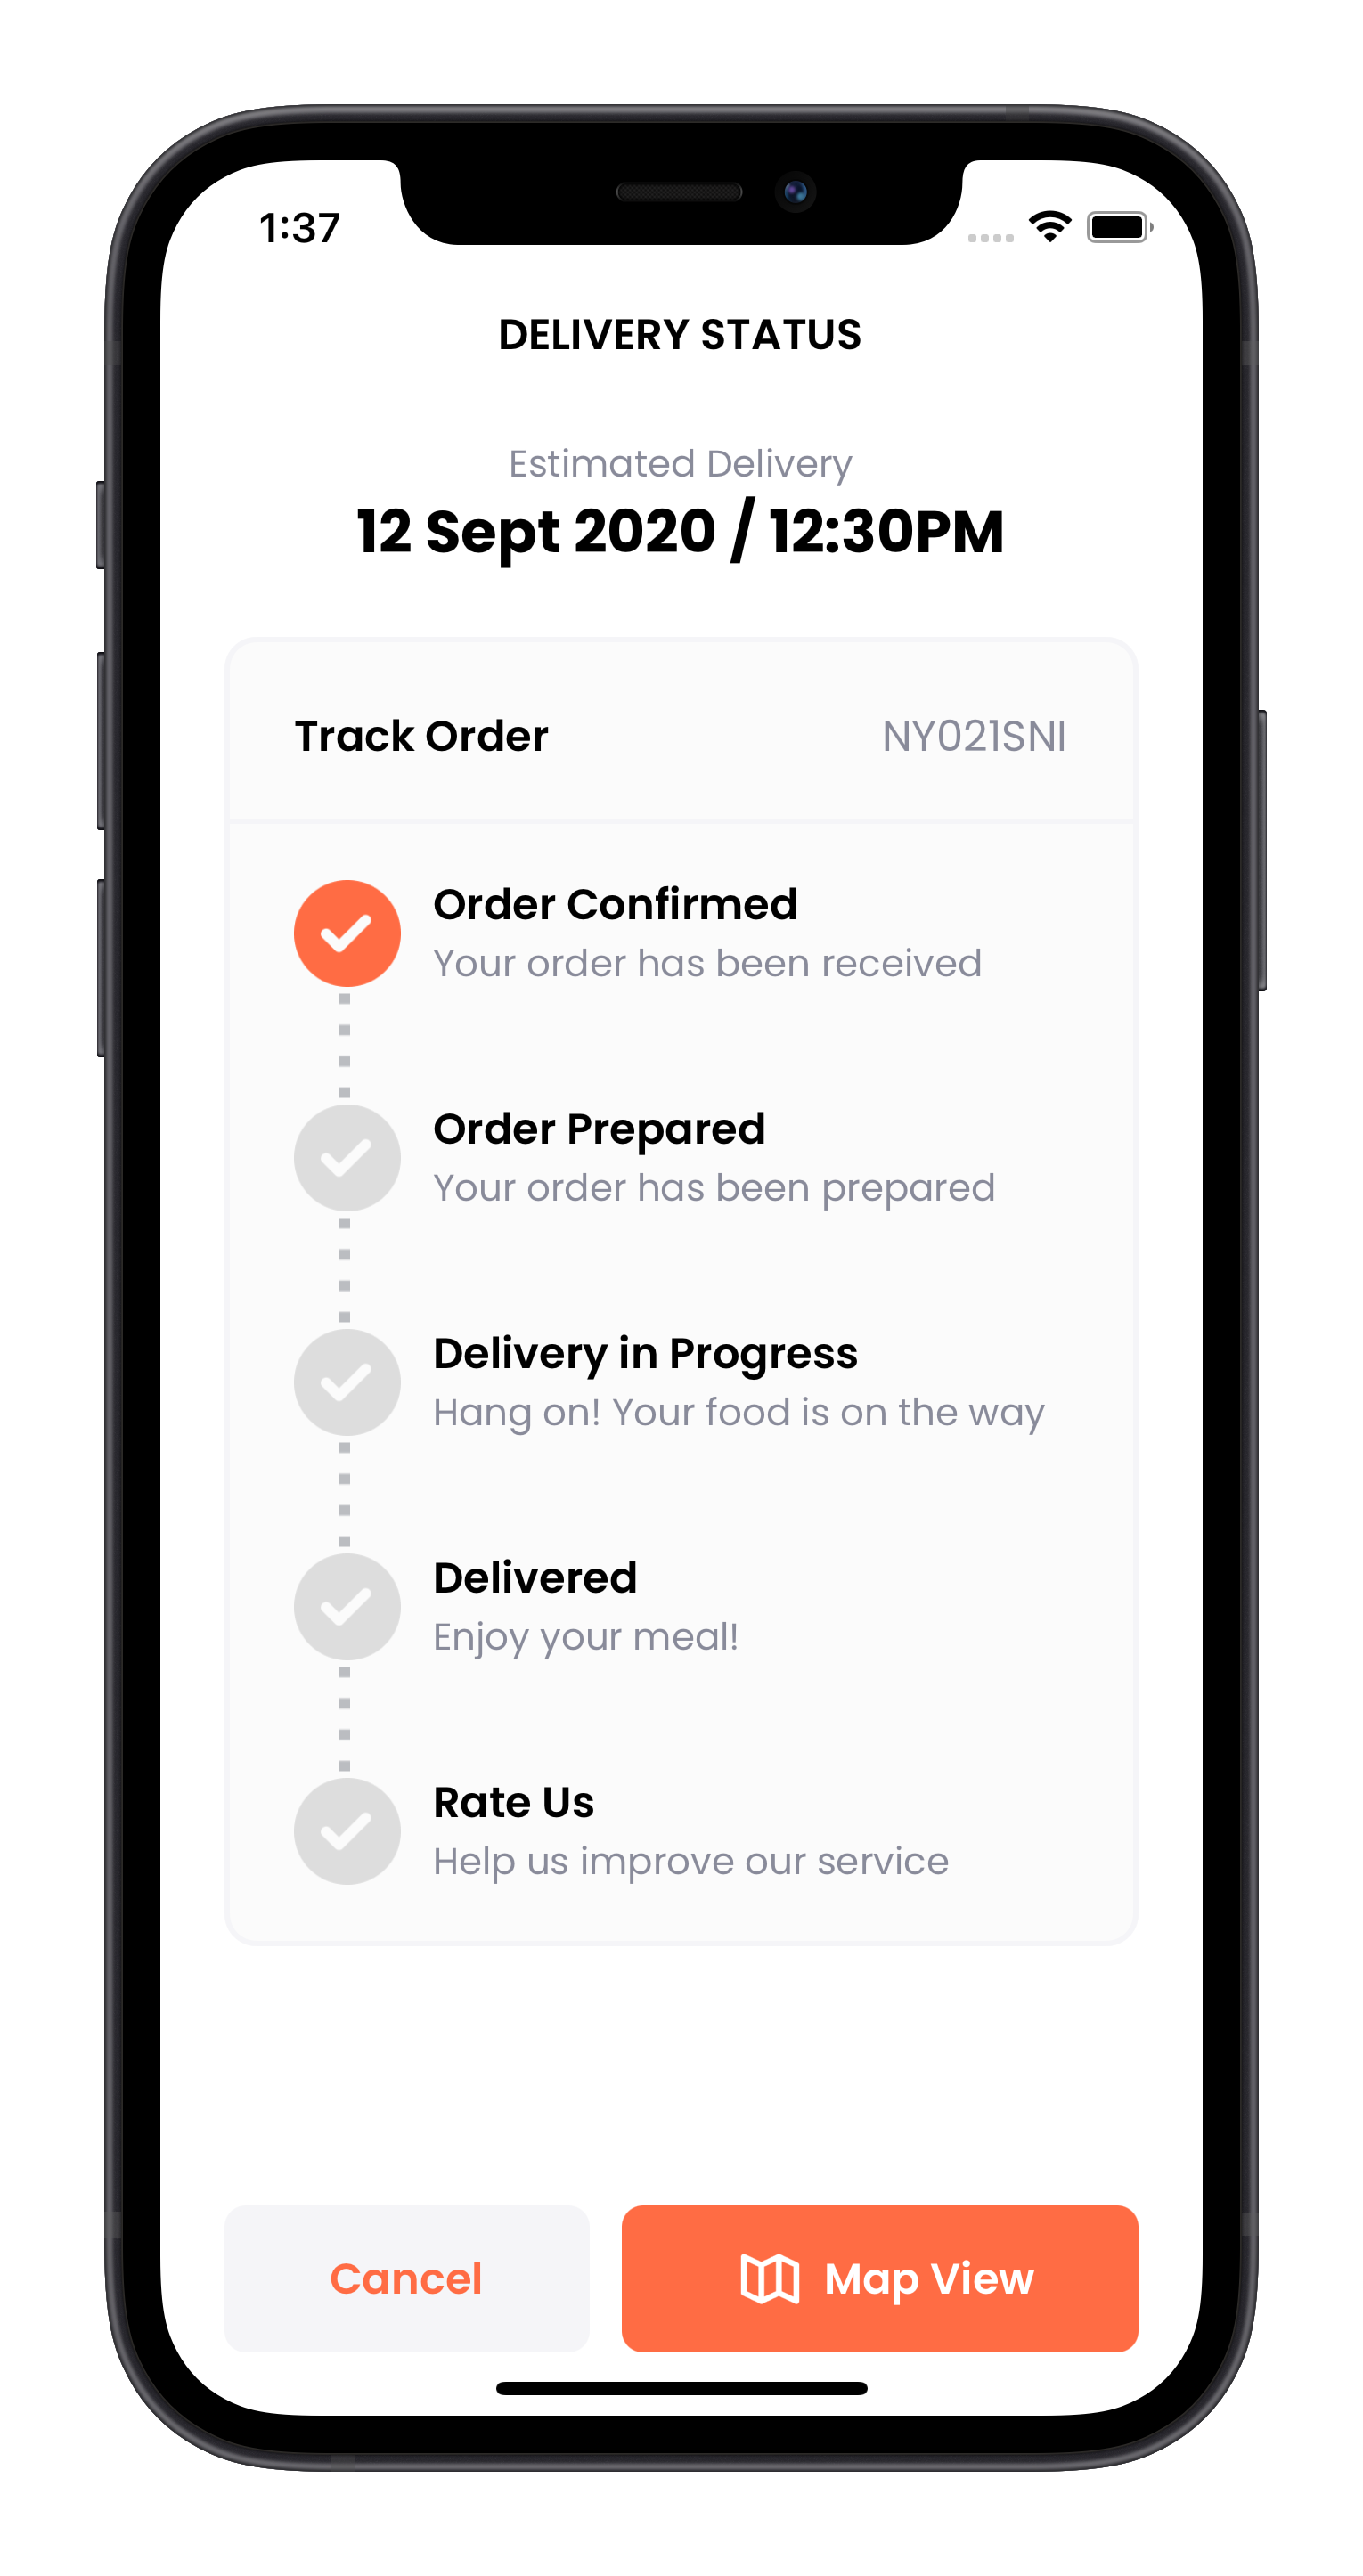 1:37
DELIVERY STATUS
Estimated Delivery
12 Sept 2020 / 12:30PM
Track Order
NY021SNI
Order Confirmed
Your order has been received
Order Prepared
Your order has been prepared
Delivery in Progress
Hang on! Your food is on the way
Delivered
Enjoy your meal!
Rate Us
Help us improve our service
Cancel
Map View